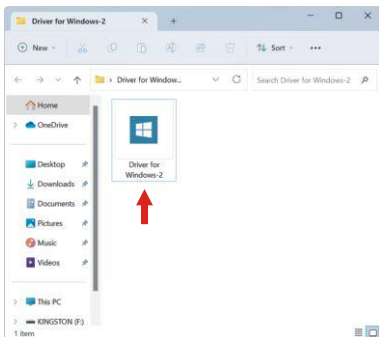 Driver for Windows-2
New
Sort
Driver for Window...
Search Driver for Windows-2
Home
OneDrive
Desktop
Downloads
Documents
Pictures
Music
Videos
This PC
KINGSTON (F:)
Driver for
Windows-2
1 item